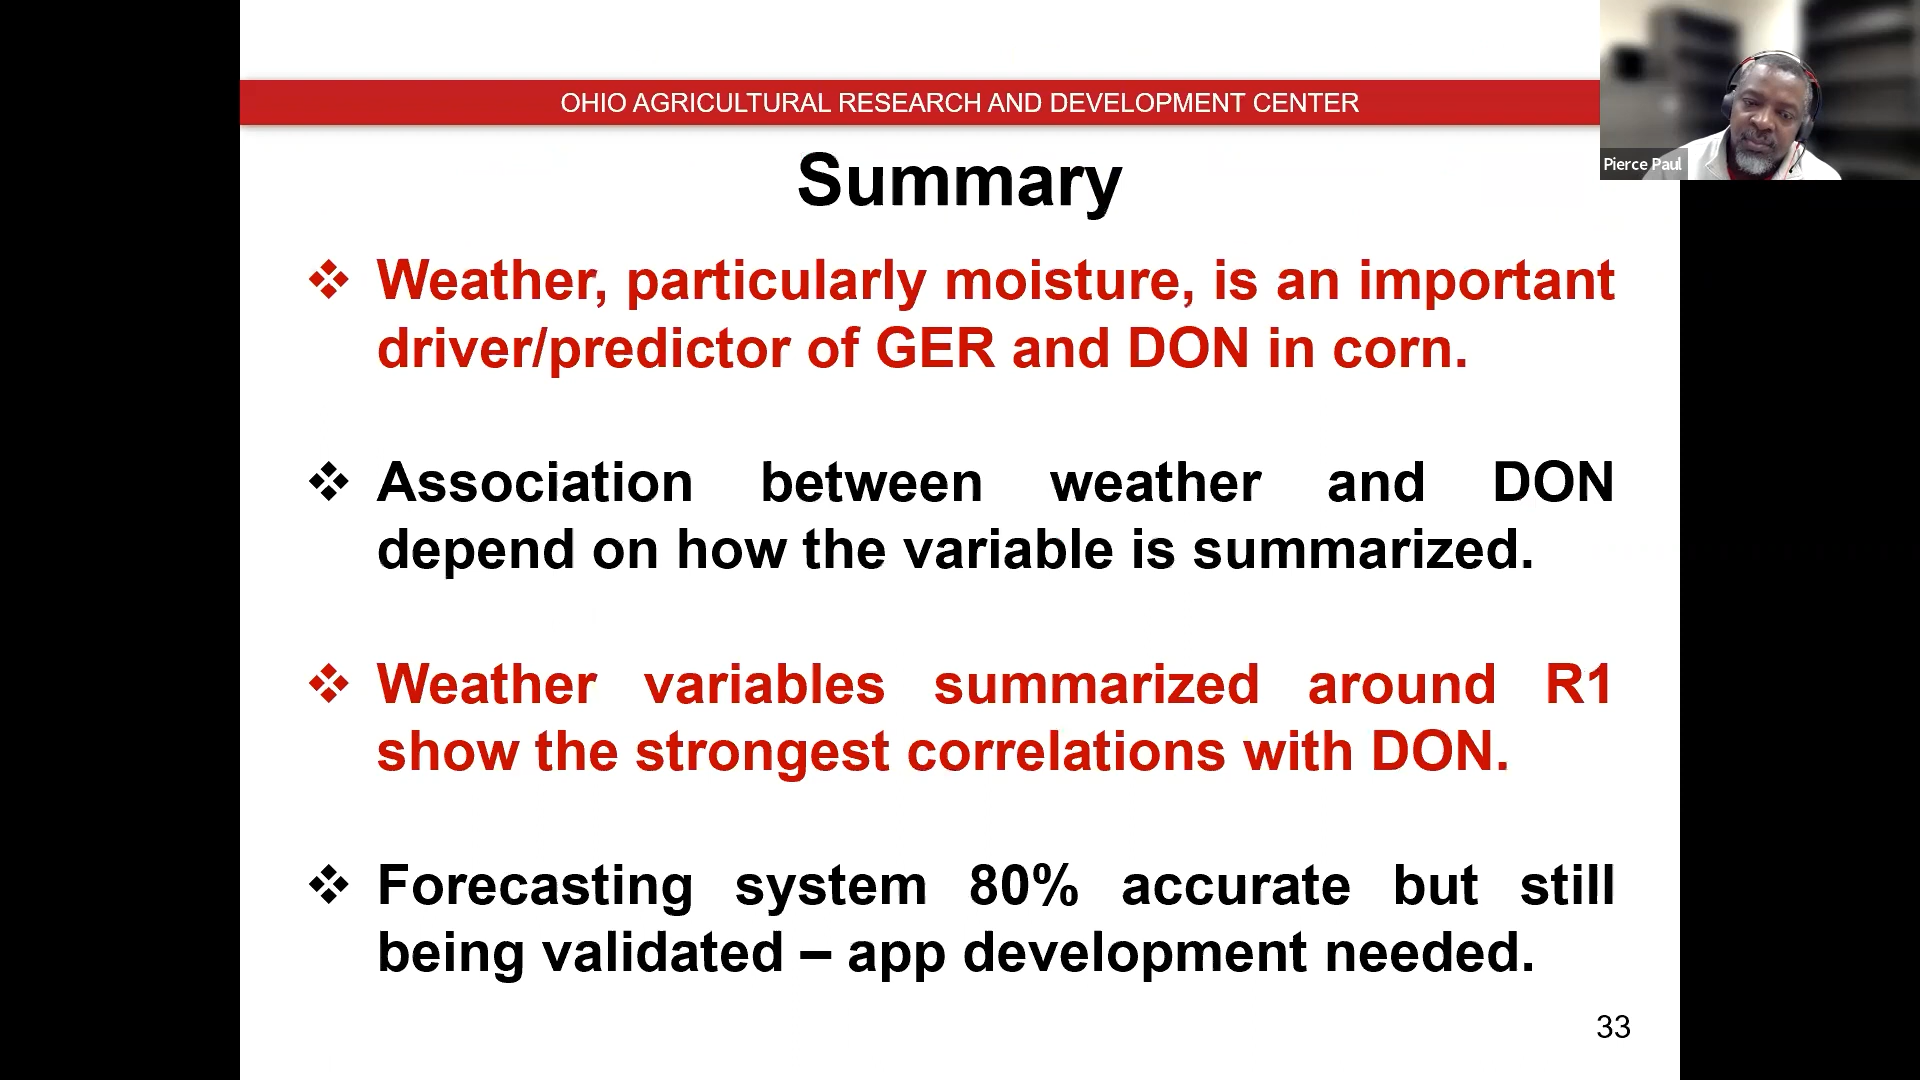 OHIO AGRICULTURAL RESEARCH AND DEVELOPMENT CENTER
Pierce Paul
Summary
❖ Weather, particularly moisture, is an important
driver/predictor of GER and DON in corn.
❖ Association between weather and DON
depend on how the variable is summarized.
❖ Weather variables summarized around R1
show the strongest correlations with DON.
❖ Forecasting system 80% accurate but still
being validated – app development needed.
33